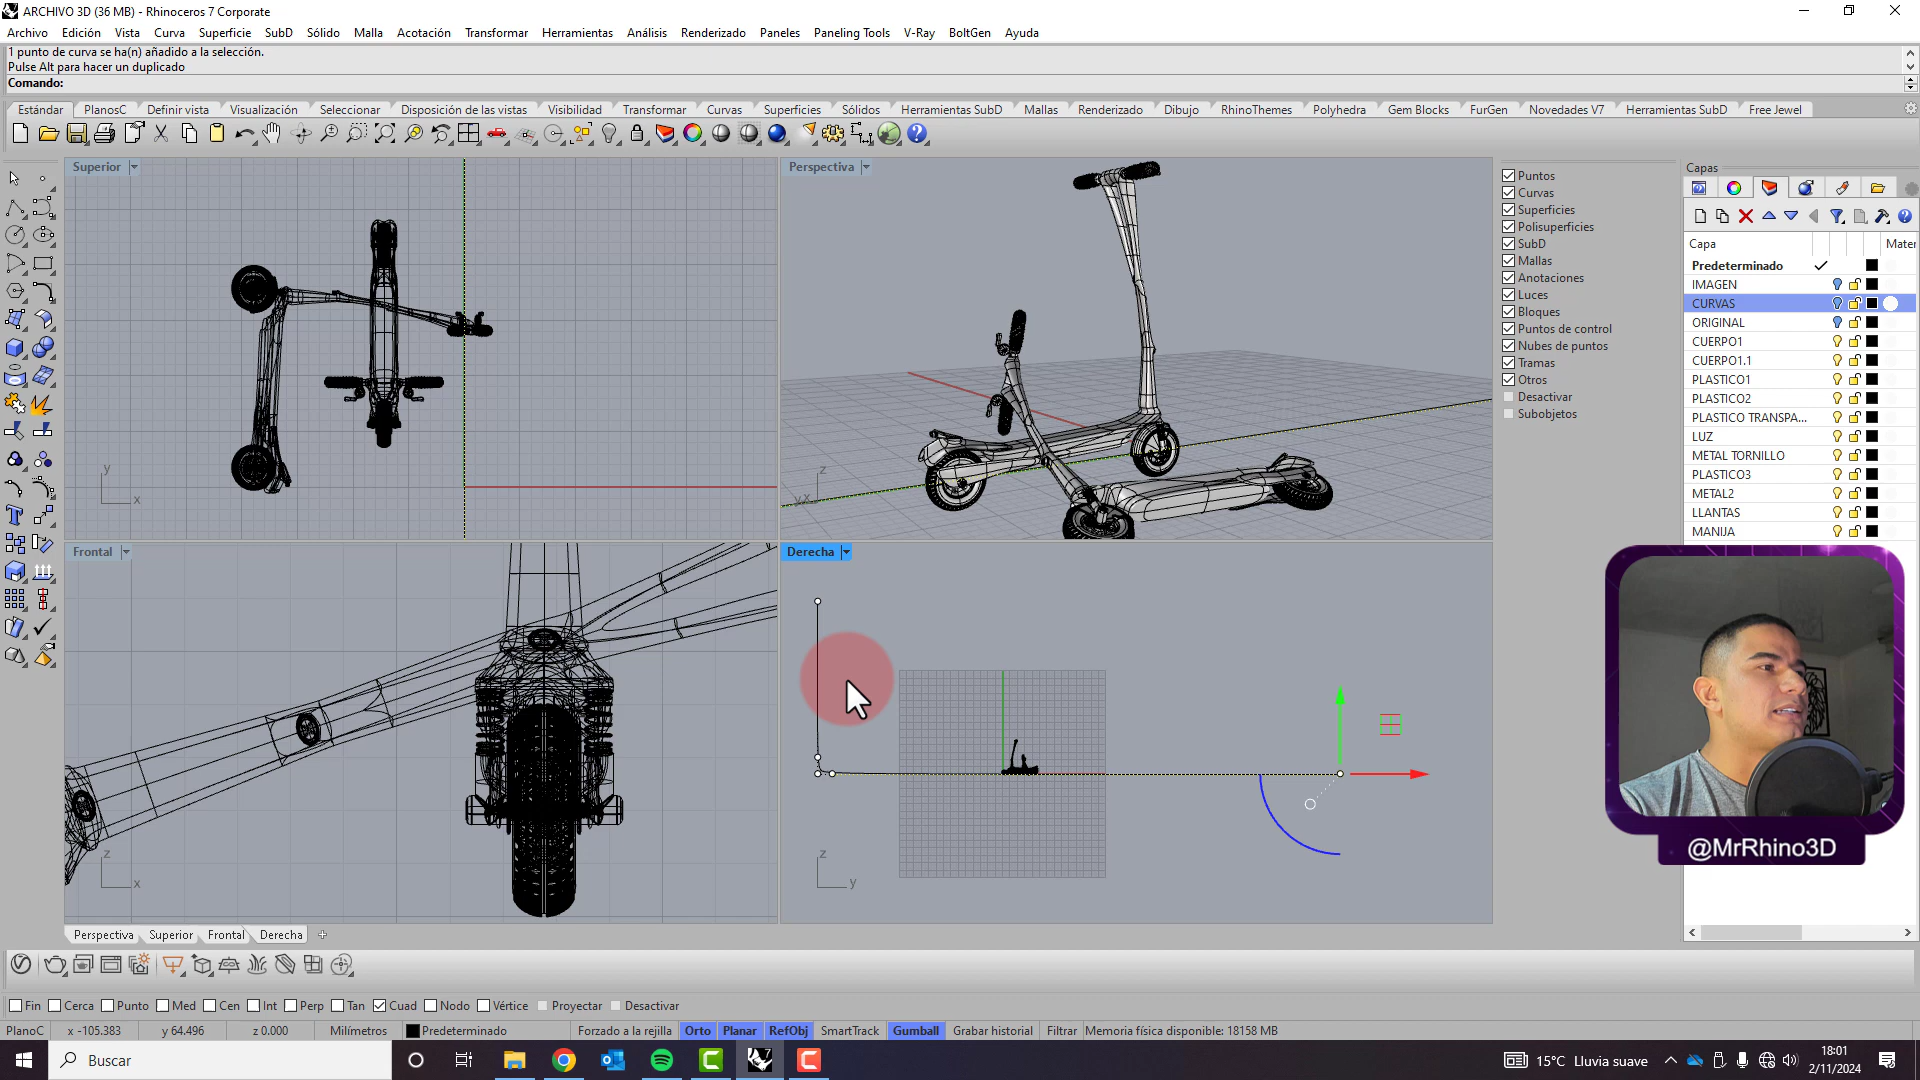 ARCHIVO 3D (36 MB) - Rhinoceros 7 Corporate
Archivo Edición Vista Curva Superficie SubD Sólido Malla Acotación Transformar Herramientas Análisis Renderizado Paneles Paneling Tools V-Ray BoltGen Ayuda
1 punto de curva se ha(n) añadido a la selección.
Pulse Alt para hacer un duplicado
Comando:
Estándar PlanosC Definir vista Visualización Seleccionar Disposición de las vistas Visibilidad Transformar Curvas Superficies Sólidos Herramientas SubD Mallas Renderizado Dibujo RhinoThemes Polyhedra Gem Blocks FurGen Novedades V7 Herramientas SubD Free Jewel
Superior
Perspectiva
Frontal
Derecha
y
x
z
y x
z
x
z
y
Puntos
Curvas
Superficies
Polisuperficies
SubD
Mallas
Anotaciones
Luces
Bloques
Puntos de control
Nubes de puntos
Tramas
Otros
Desactivar
Subobjetos
Capas
Capa Mater
Predeterminado
IMAGEN
CURVAS
ORIGINAL
CUERPO1
CUERPO1.1
PLASTICO1
PLASTICO2
PLASTICO TRANSPA...
LUZ
METAL TORNILLO
PLASTICO3
METAL2
LLANTAS
MANIJA
@MrRhino3D
Perspectiva Superior Frontal Derecha
Fin Cerca Punto Med Cen Int Perp Tan Cuad Nodo Vértice Proyectar Desactivar
PlanoC x -105.383 y 64.496 z 0.000 Milímetros Predeterminado Forzado a la rejilla Orto Planar RefObj SmartTrack Gumball Grabar historial Filtrar Memoria física disponible: 18158 MB
Buscar
15°C Lluvia suave
18:01
2/11/2024